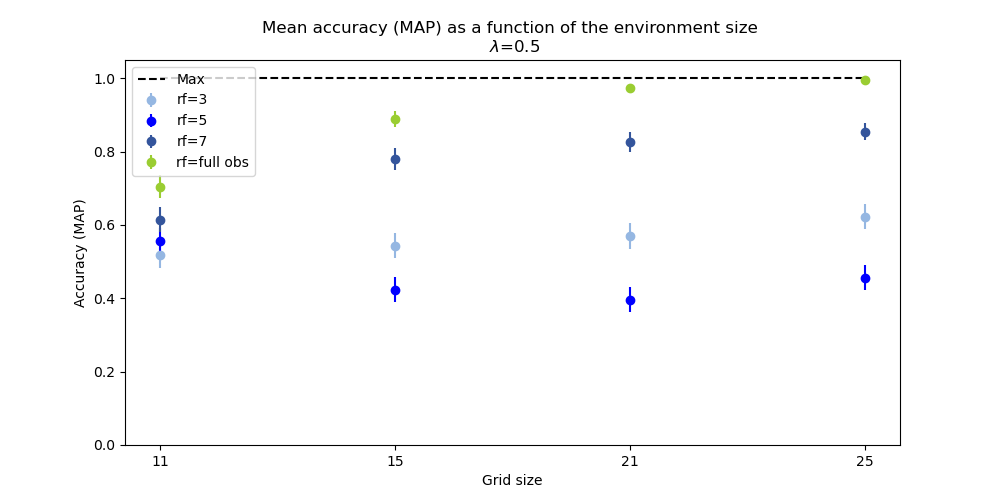 Mean accuracy (MAP) as a function of the environment size
λ=0.5
1.0
0.8
0.6
0.4
0.2
0.0
Accuracy (MAP)
Max
rf=3
rf=5
rf=7
rf=full obs
11
15
21
25
Grid size